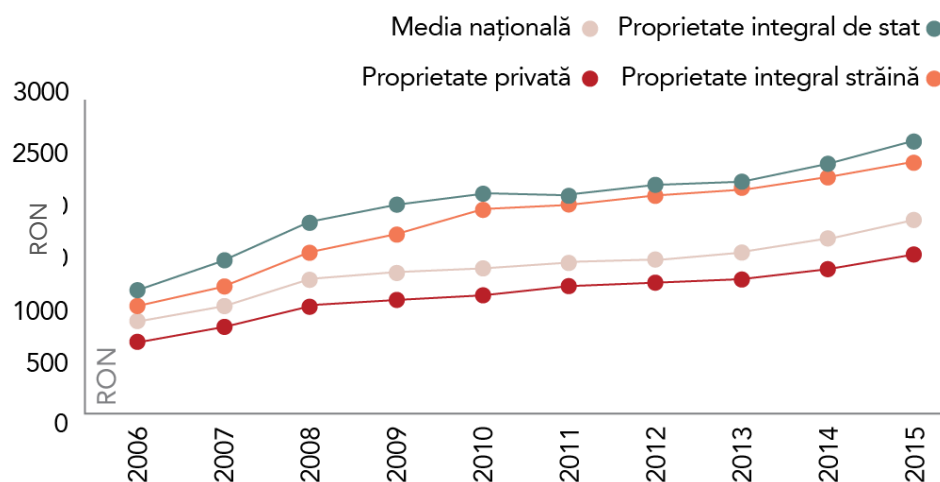 Media națională Proprietate integral de stat
Proprietate privată Proprietate integral străină
3000
2500
)
RON
)
1000
500
RON
0
2006 2007 2008 2009 2010 2011 2012 2013 2014 2015